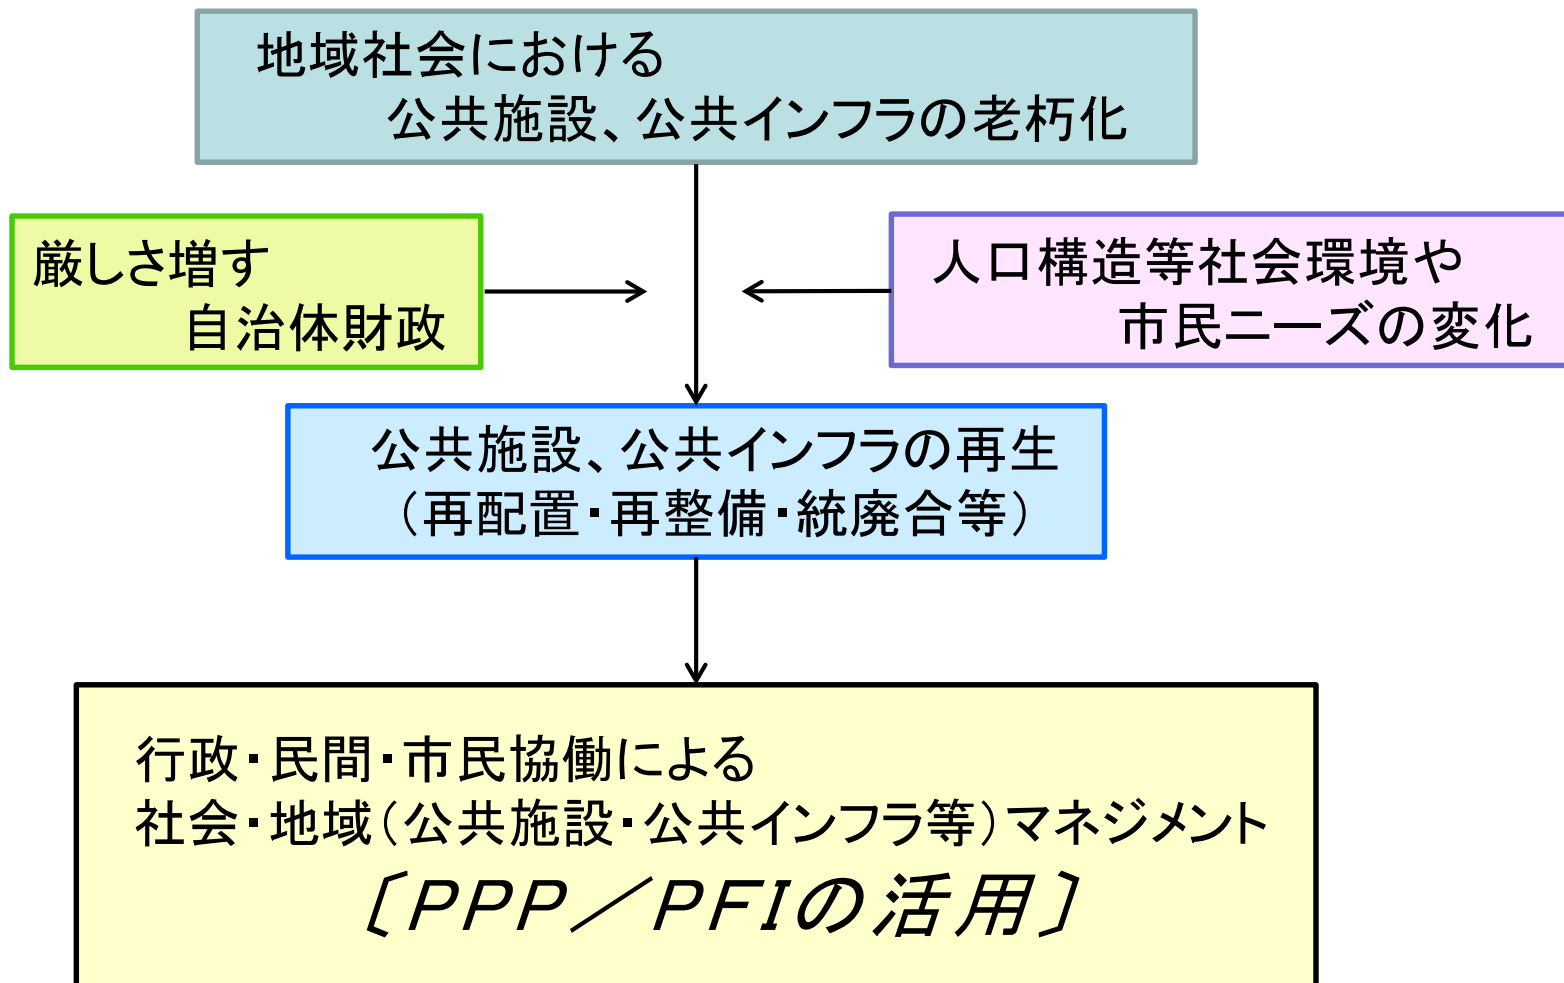 地域社会における
公共施設、公共インフラの老朽化
厳しさ増す
自治体財政
人口構造等社会環境や
市民ニーズの変化
公共施設、公共インフラの再生
（再配置・再整備・統廃合等）
行政・民間・市民協働による
社会・地域（公共施設・公共インフラ等）マネジメント
〔PPP／PFIの活用〕